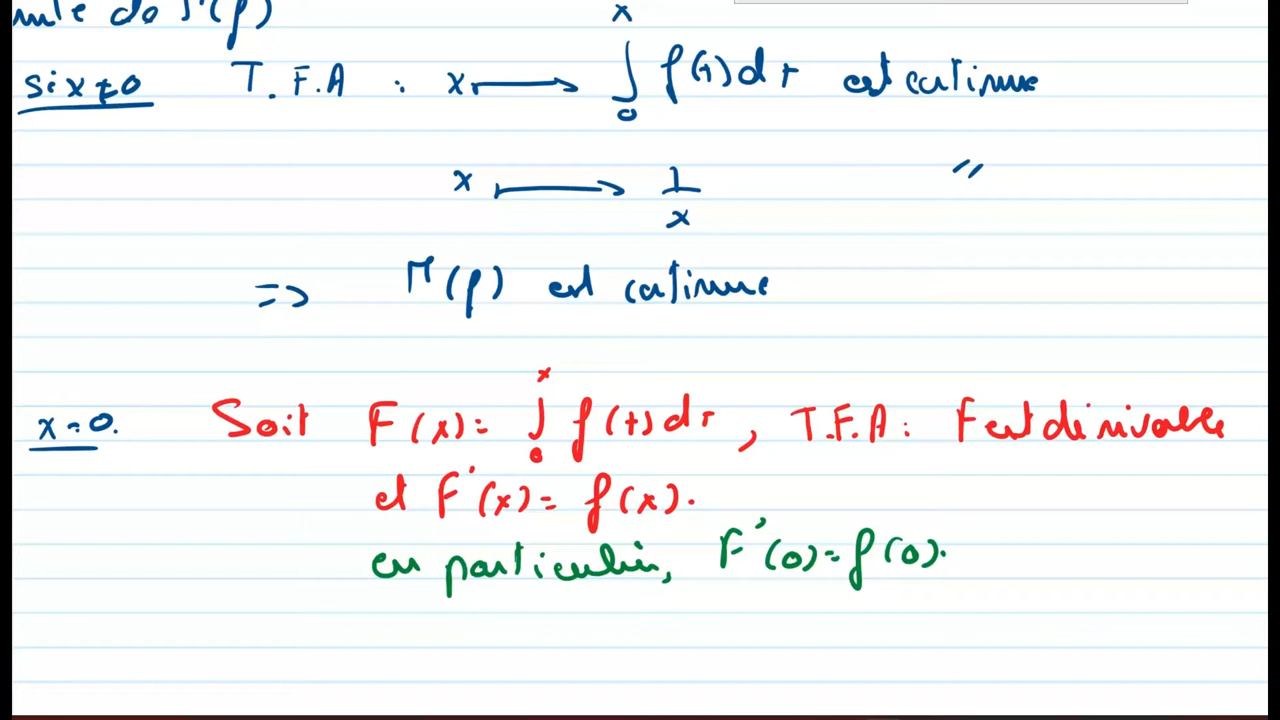 de M(f)
si x≠0 T.F.A : x ⟼ ∫₀ˣ f(t)dt est continue
x ⟼ 1/x "
=> M(f) est continue
x=0. Soit F(x)= ∫₀ˣ f(t)dt, T.F.A: F est dérivable
et F'(x)= f(x).
en particulier, F'(0)=f(0).